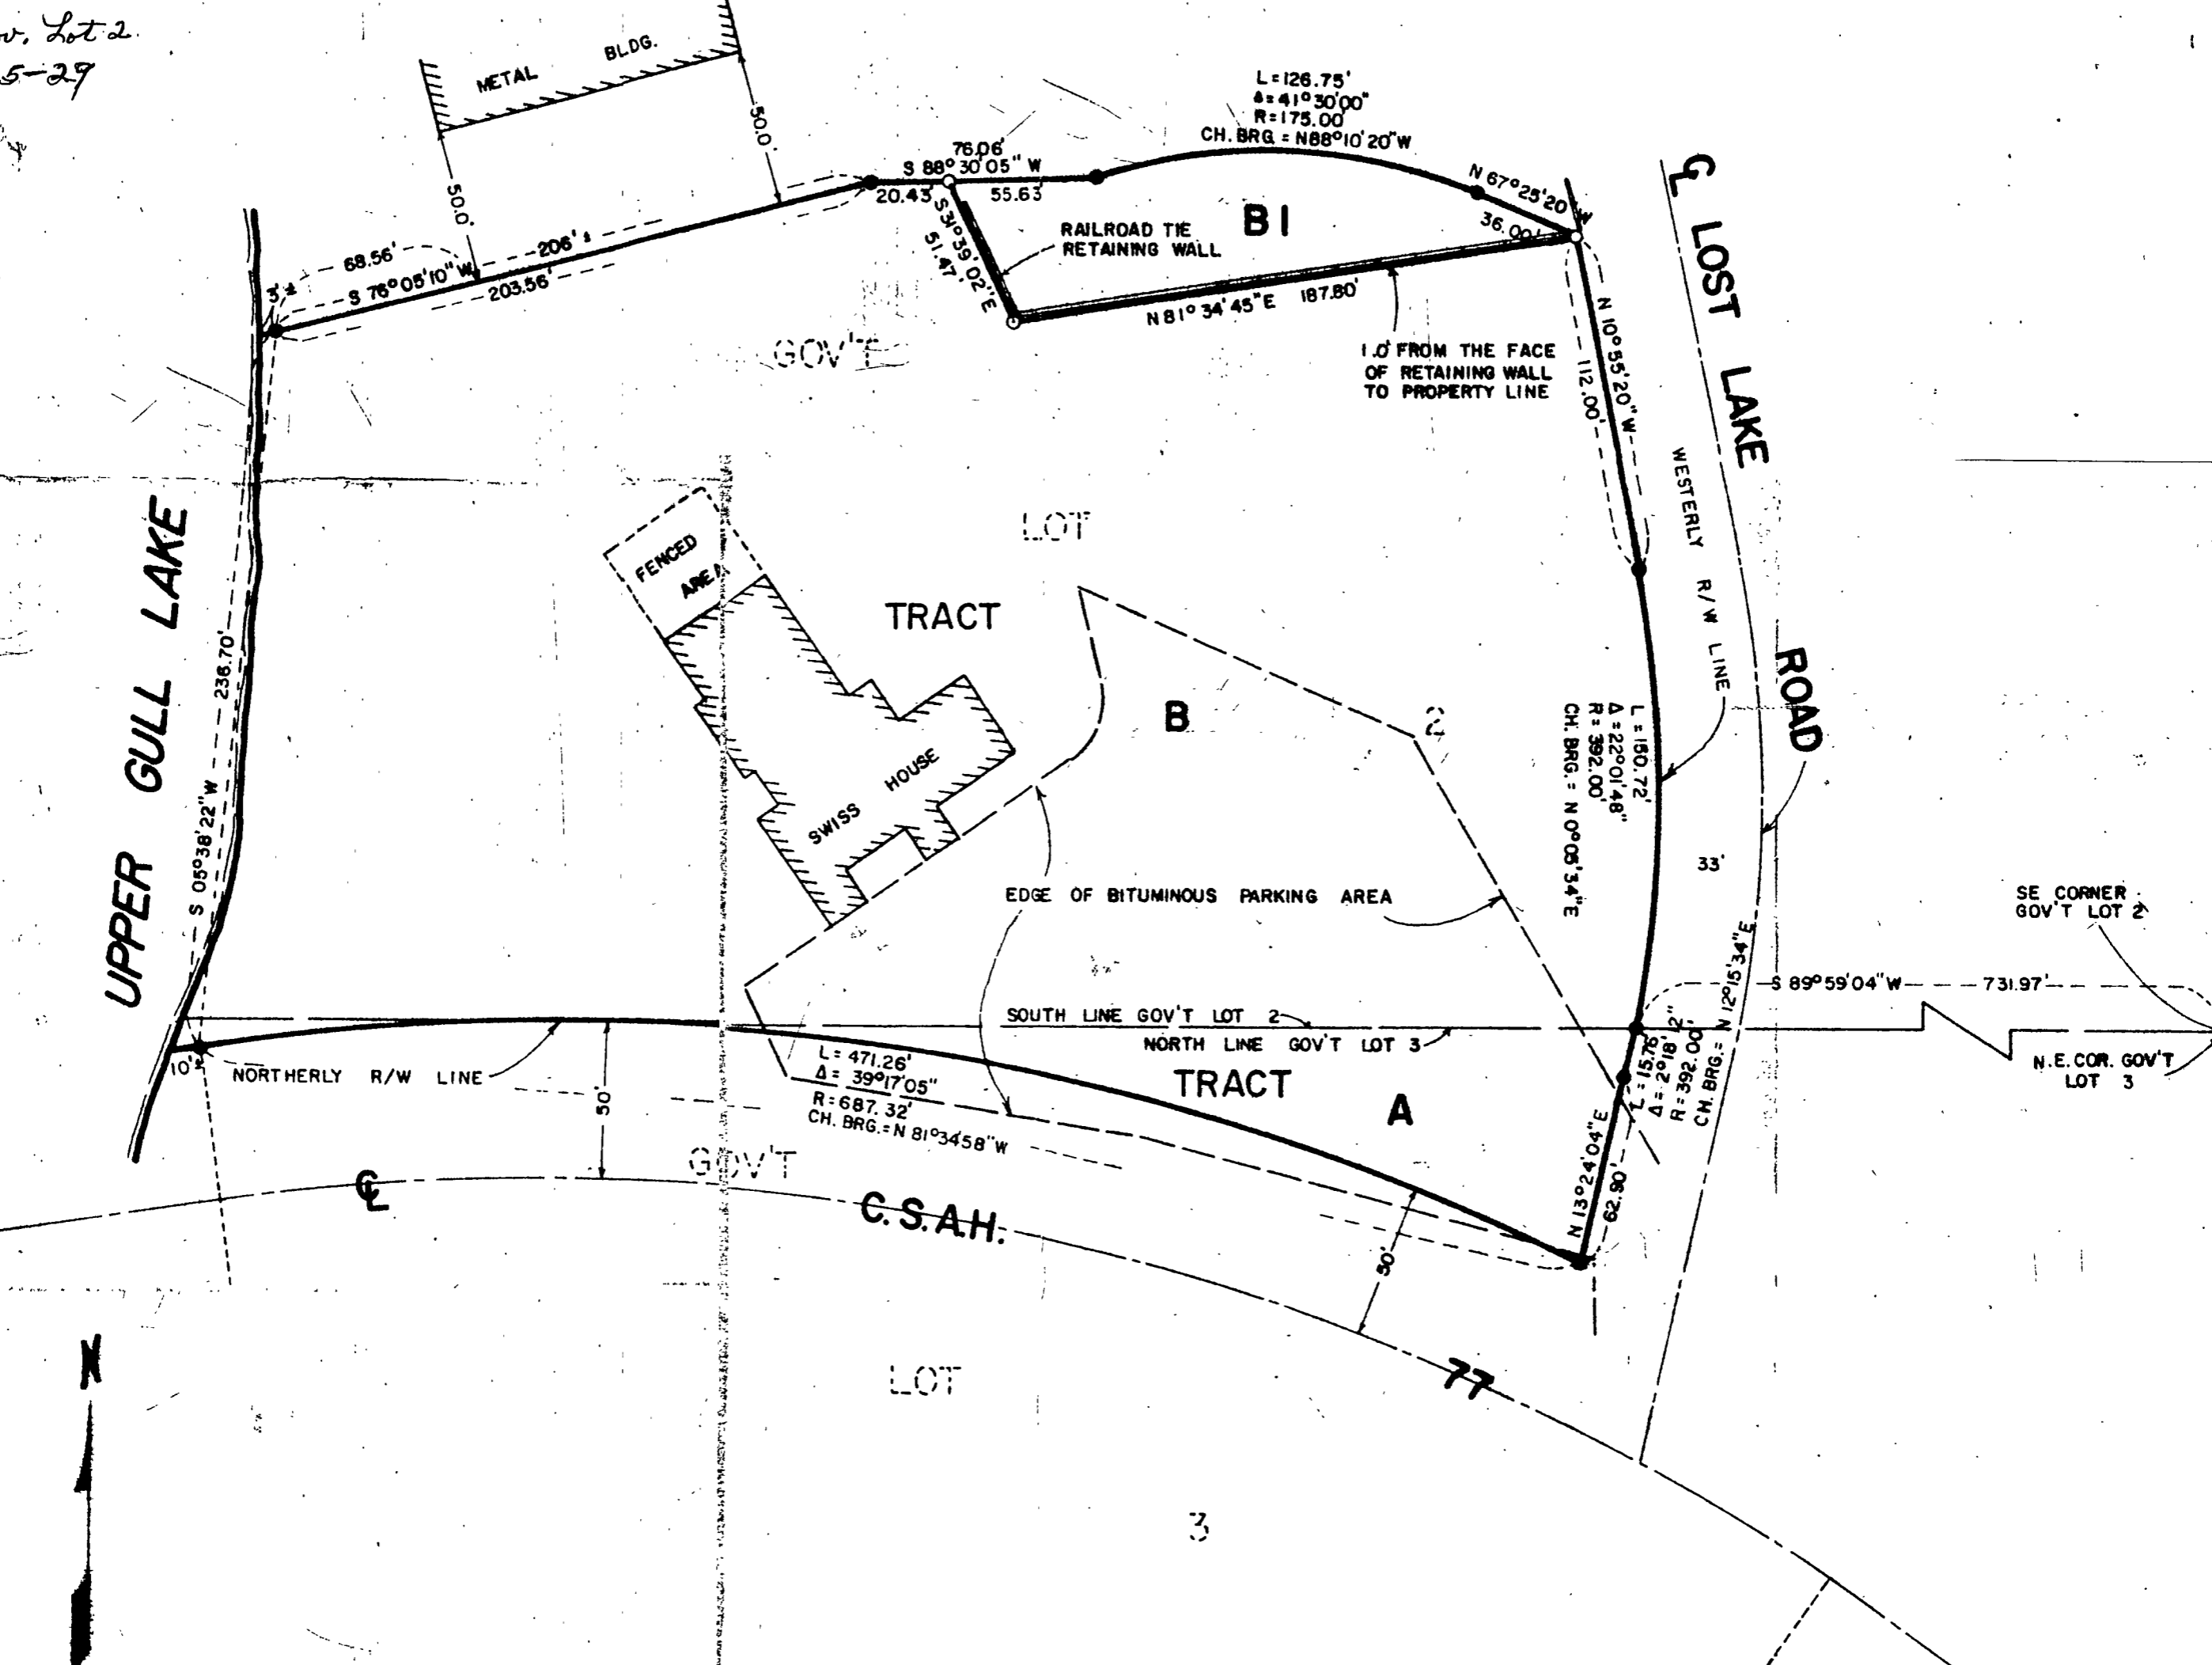 Lot 2
5-29
METAL BLDG.
50.0'
50.0'
L=126.75'
Δ=41°30'00"
R=175.00'
CH. BRG. = N88°10'20"W
76.06'
S 88°30'05" W
20.43'
55.63'
N 67°25'20" W
36.00'
B1
RAILROAD TIE
RETAINING WALL
S 31°39'02" E
51.47'
N 81°34'45" E 187.80'
68.56'
206' ±
3' ±
S 76°05'10" W
203.56'
GOV'T
1.0' FROM THE FACE
OF RETAINING WALL
TO PROPERTY LINE
N 10°55'20" W
112.00'
℄ LOST LAKE ROAD
WESTERLY R/W LINE
UPPER GULL LAKE
236.70'
S 05°38'22" W
FENCED
AREA
LOT
TRACT
B
2
SWISS HOUSE
L = 150.72'
Δ = 22°01'48"
R = 392.00'
CH. BRG. = N 0°05'34" E
33'
EDGE OF BITUMINOUS PARKING AREA
SE CORNER
GOV'T LOT 2
S 89°59'04" W 731.97'
SOUTH LINE GOV'T LOT 2
NORTH LINE GOV'T LOT 3
N.E. COR. GOV'T
LOT 3
10' ±
NORTHERLY R/W LINE
50'
L = 471.26'
Δ = 39°17'05"
R = 687.32'
CH. BRG. = N 81°34'58" W
TRACT
A
L = 15.76'
Δ = 2°18'12"
R = 392.00'
CH. BRG. = N 12°15'34" E
N 13°24'04" E
62.90'
GOV'T
℄
C.S.A.H.
50'
77
LOT
3